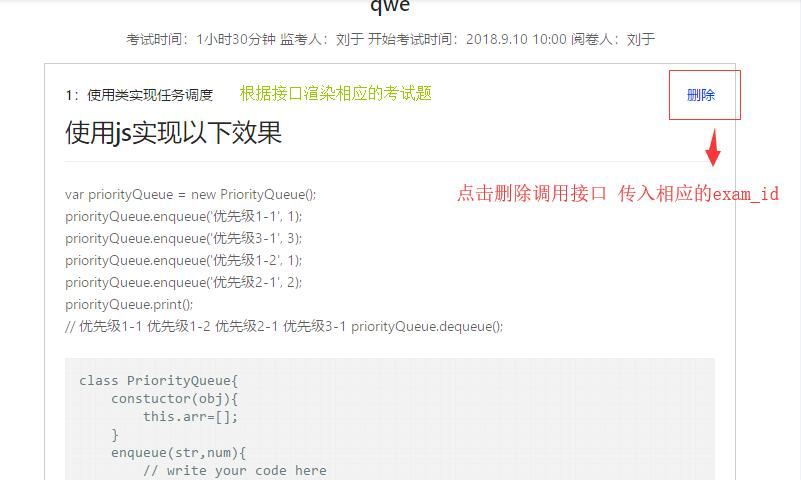 qwe
考试时间：1小时30分钟 监考人：刘于 开始考试时间：2018.9.10 10:00 阅卷人：刘于
1：使用类实现任务调度 根据接口渲染相应的考试题 删除
使用js实现以下效果
点击删除调用接口 传入相应的exam_id
var priorityQueue = new PriorityQueue();
priorityQueue.enqueue('优先级1-1', 1);
priorityQueue.enqueue('优先级3-1', 3);
priorityQueue.enqueue('优先级1-2', 1);
priorityQueue.enqueue('优先级2-1', 2);
priorityQueue.print();
// 优先级1-1 优先级1-2 优先级2-1 优先级3-1 priorityQueue.dequeue();
class PriorityQueue{
constuctor(obj){
this.arr=[];
}
enqueue(str,num){
// write your code here